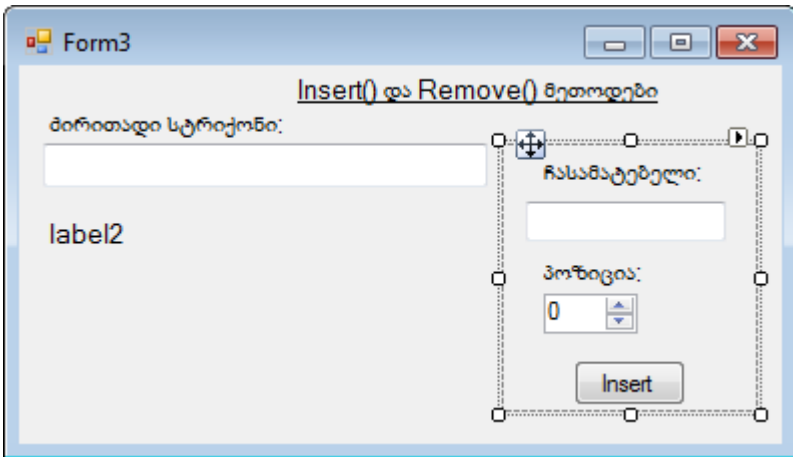 Form3
Insert() და Remove() მეთოდები
ძირითადი სტრიქონი:
ჩასამატებელი:
label2
პოზიცია:
0
Insert